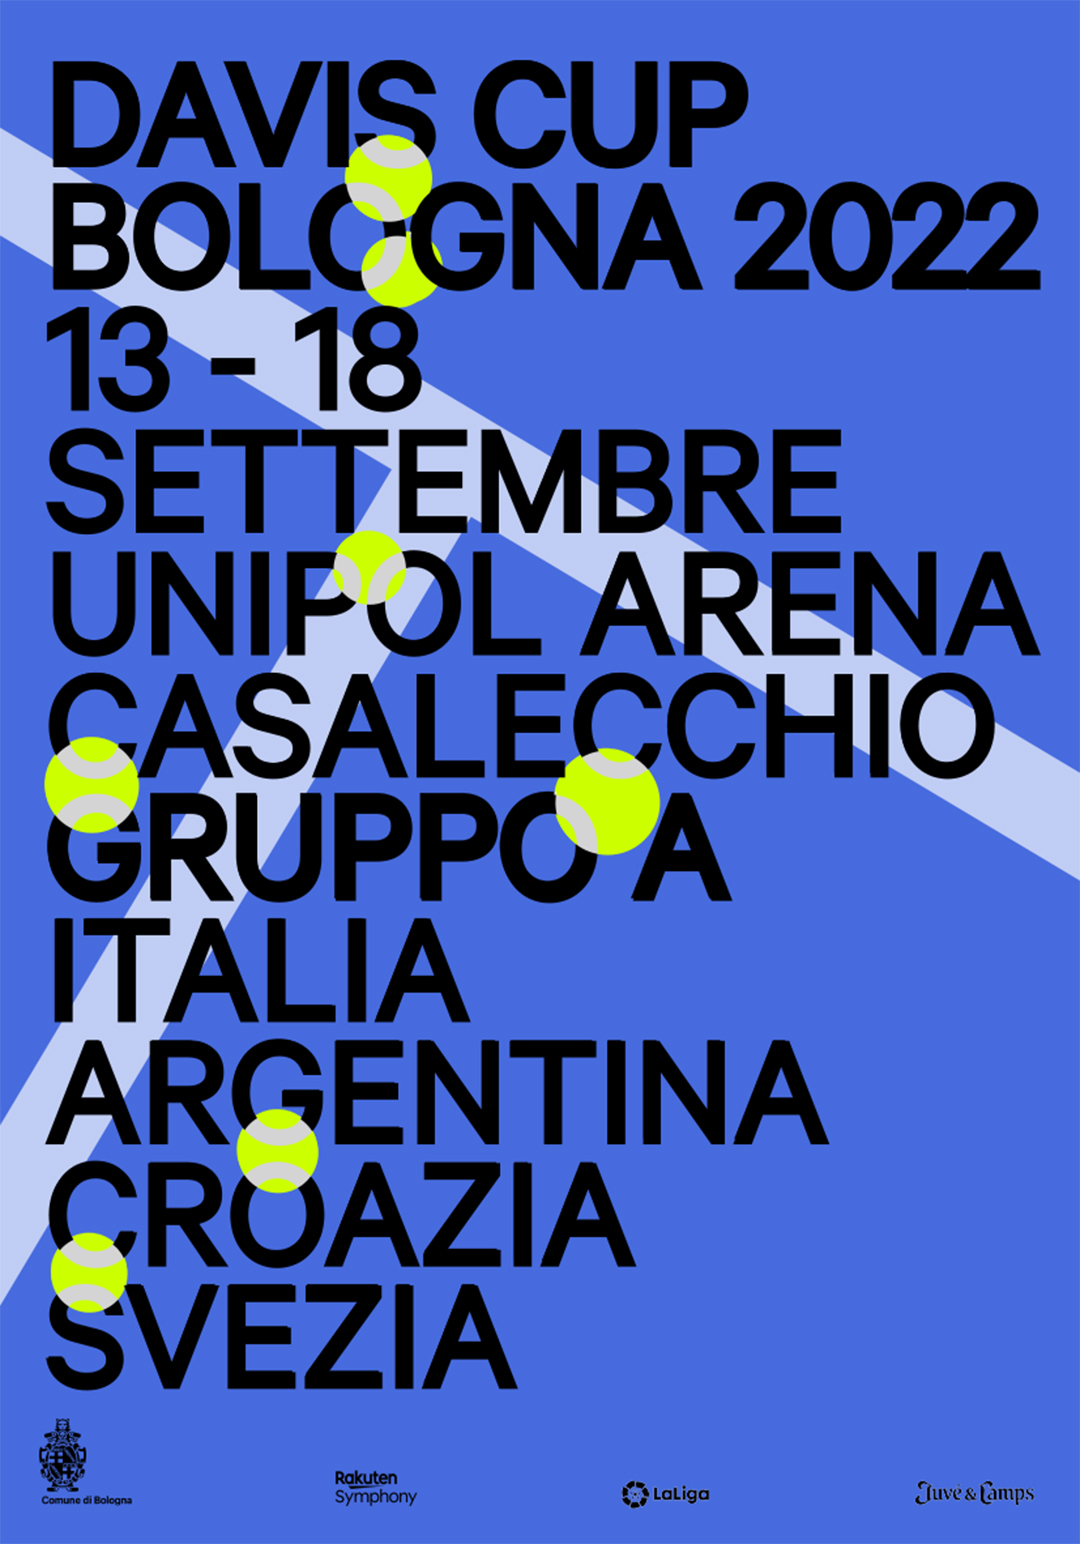 DAVIS CUP
BOLOGNA 2022
13 - 18
SETTEMBRE
UNIPOL ARENA
CASALECCHIO
GRUPPO A
ITALIA
ARGENTINA
CROAZIA
SVEZIA
Comune di Bologna
Rakuten
Symphony
LaLiga
Juvé & Camps